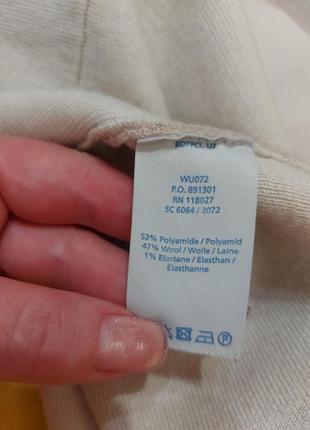 WU072
P.O. 891301
RN 118027
SC 6064 / 3072
52% Polyamide / Polyamid
47% Wool / Wolle / Laine
1% Elastane / Elasthan /
Élasthanne